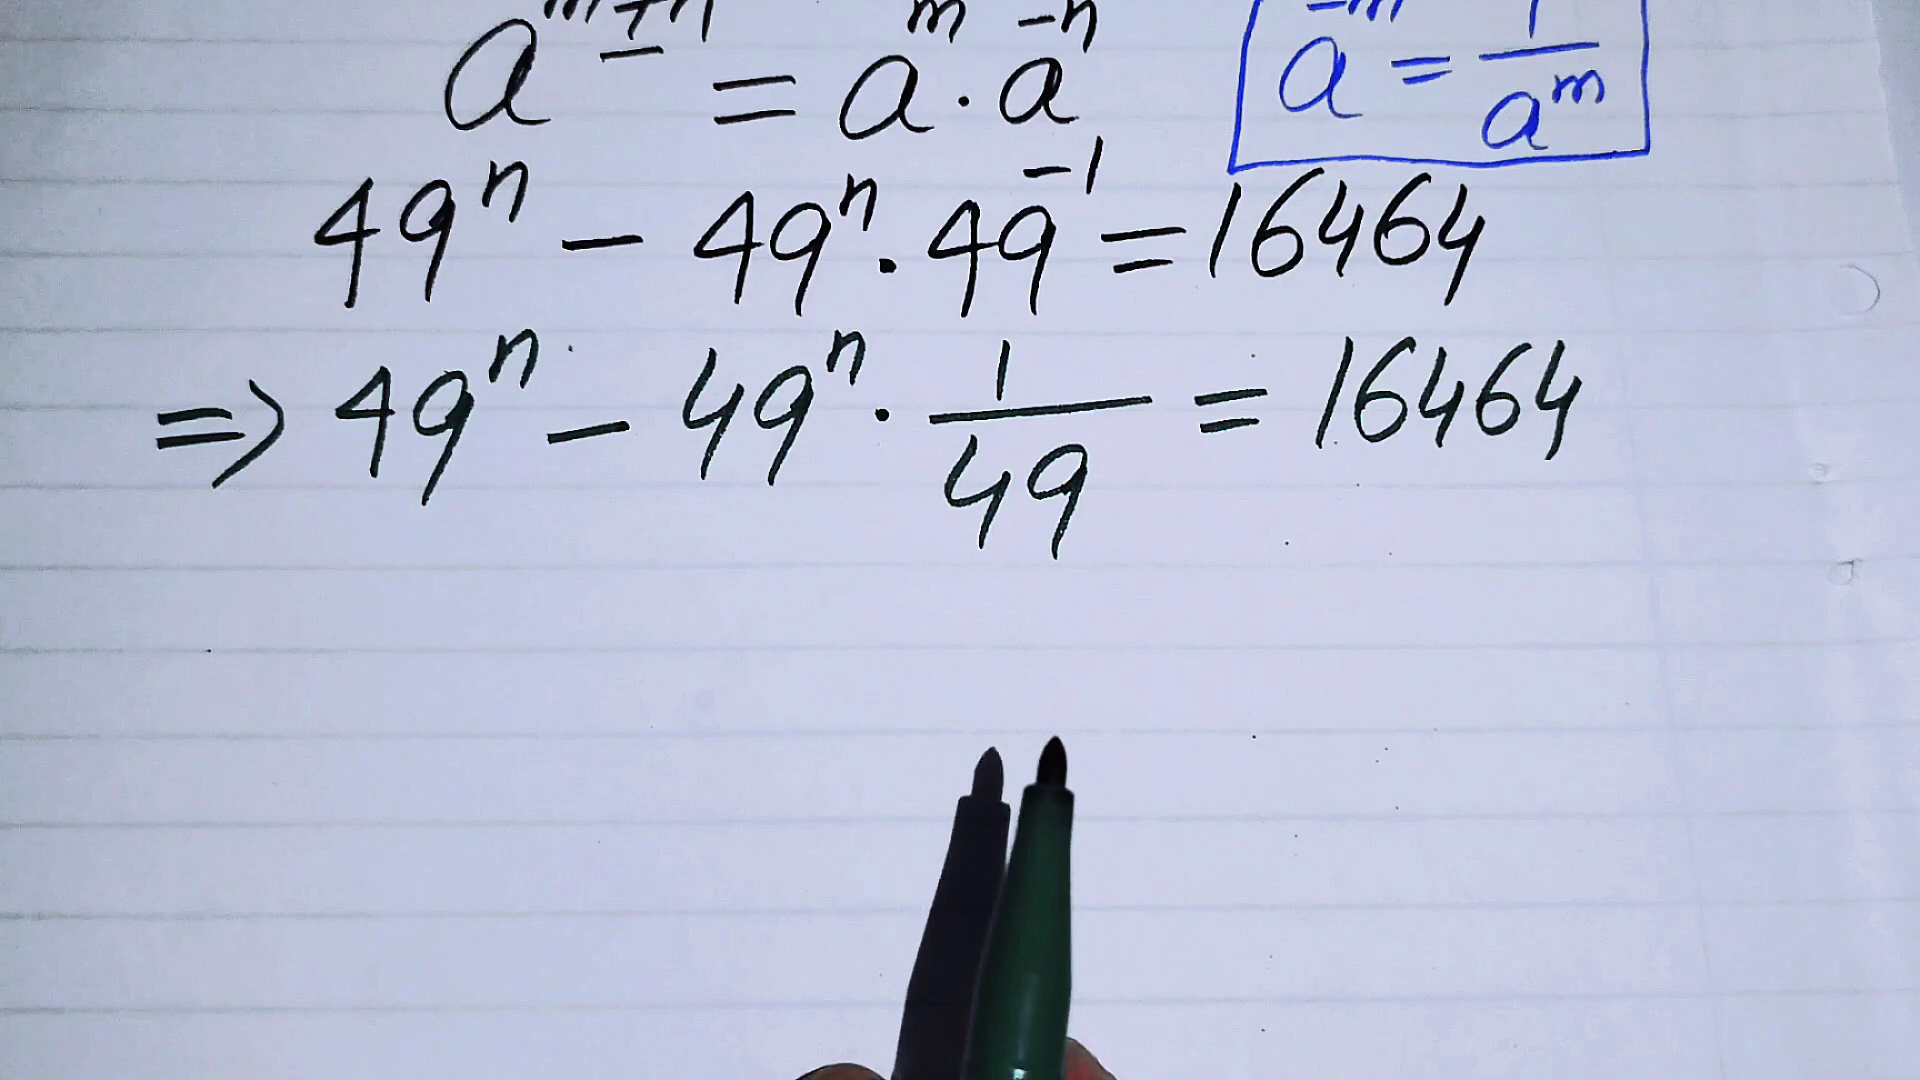 a^{m±n} = a^m · a^{-n}
a^{-m} = 1/a^m
49^n - 49^n · 49^{-1} = 16464
⇒ 49^n - 49^n · 1/49 = 16464